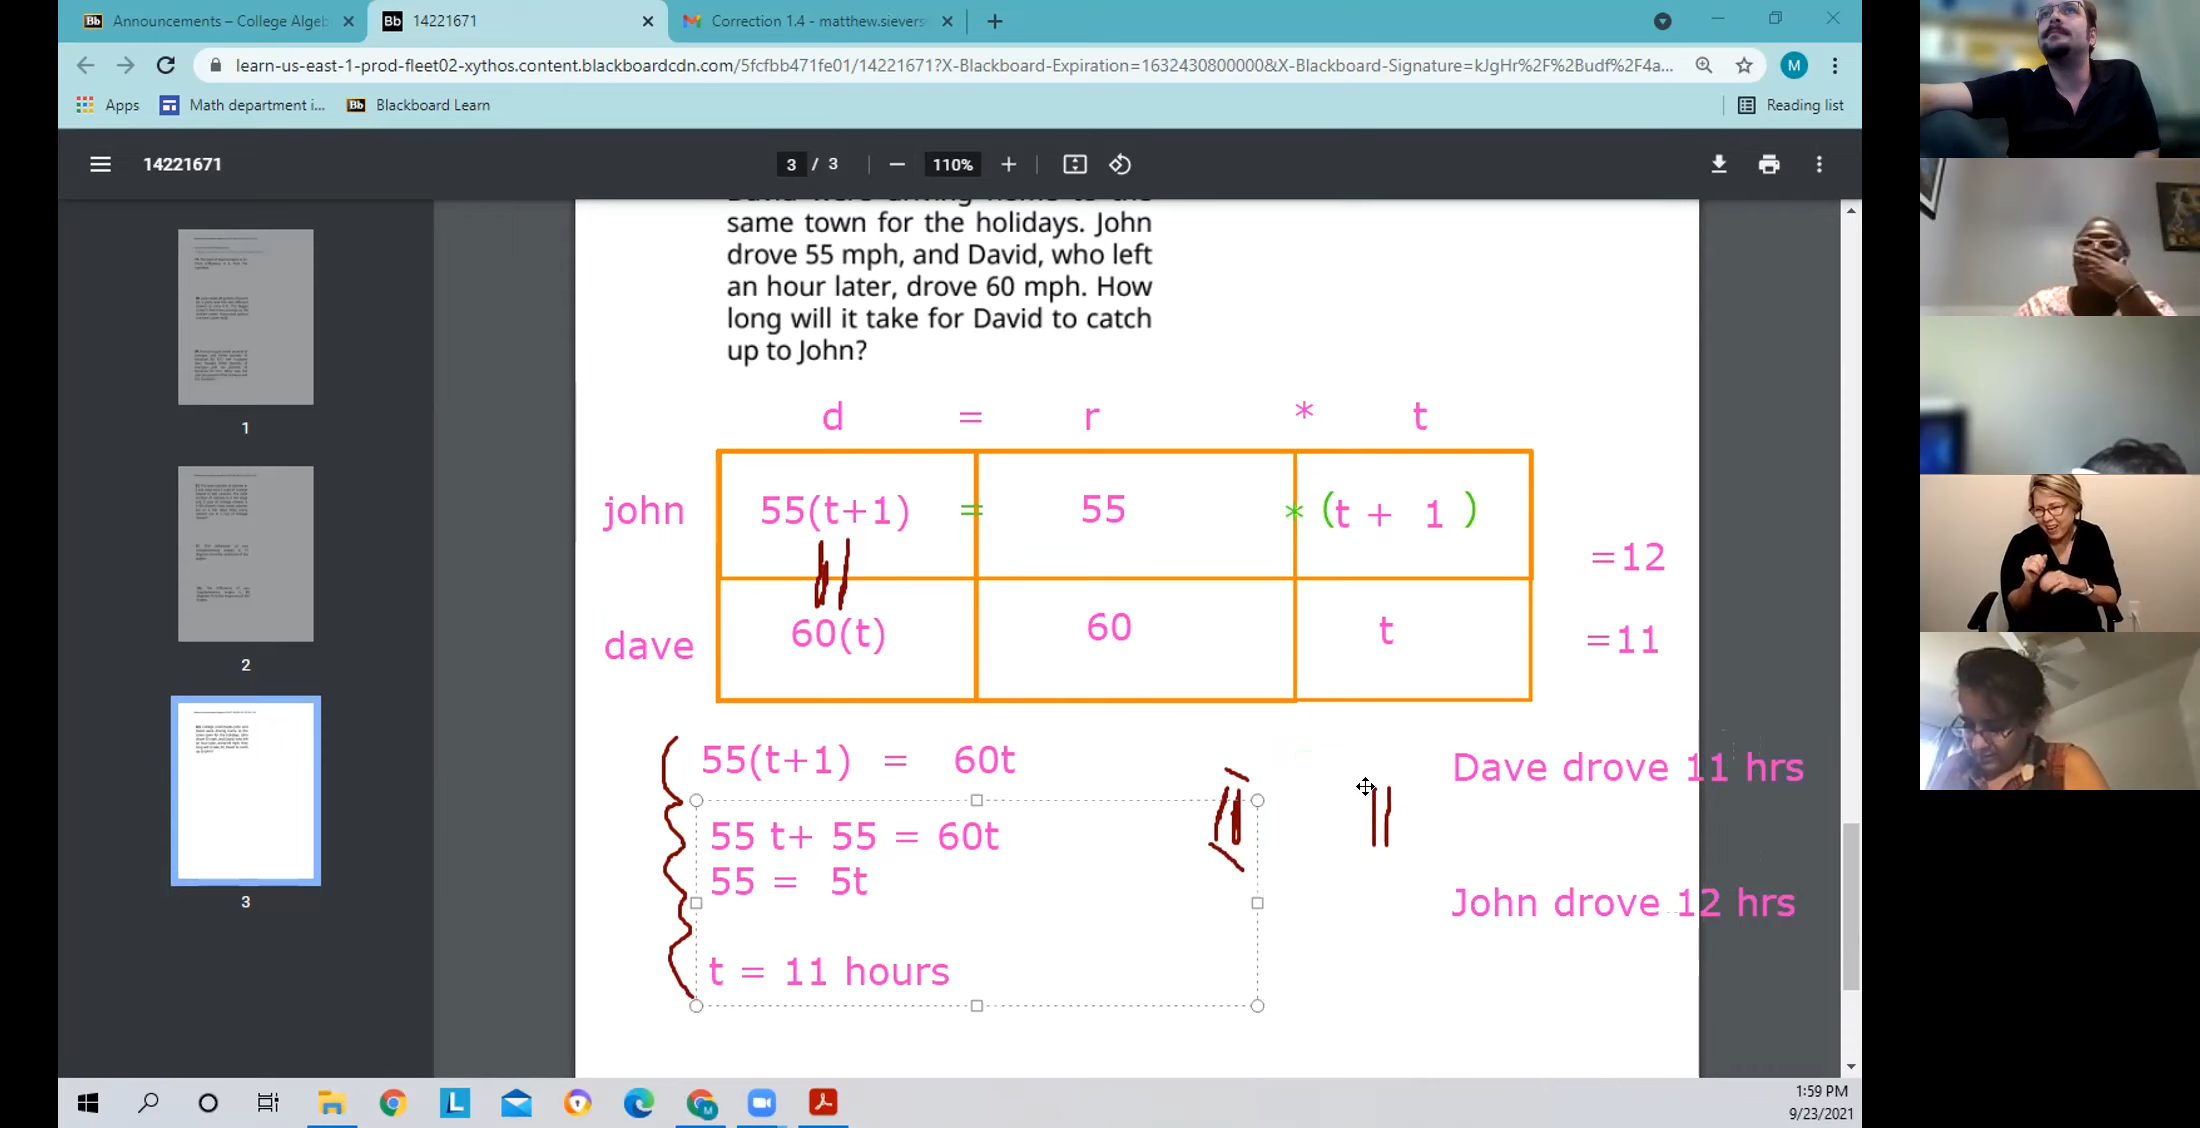 Announcements – College Algeb
14221671
Correction 1.4 - matthew.sievers
learn-us-east-1-prod-fleet02-xythos.content.blackboardcdn.com/5fcfbb471fe01/14221671?X-Blackboard-Expiration=1632430800000&X-Blackboard-Signature=kJgHr%2F%2Budf%2F4a...
M
Apps
Math department i...
Bb Blackboard Learn
Reading list
14221671
3 / 3
110%
same town for the holidays. John
drove 55 mph, and David, who left
an hour later, drove 60 mph. How
long will it take for David to catch
up to John?
d = r * t
john 55(t+1) = 55 * (t + 1 )
=12
dave 60(t) 60 t =11
55(t+1) = 60t
55 t+ 55 = 60t
55 = 5t
t = 11 hours
Dave drove 11 hrs
John drove 12 hrs
1
2
3
1:59 PM
9/23/2021